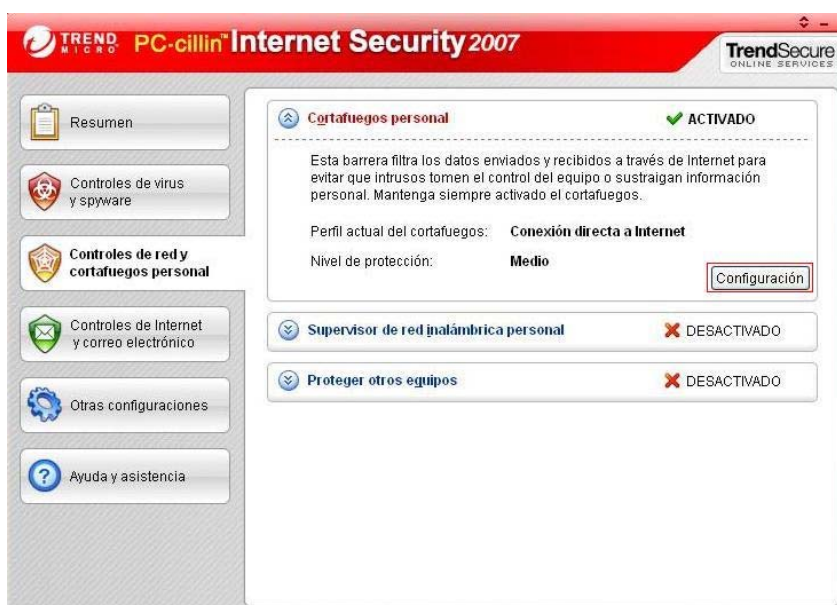 TREND MICRO PC-cillin™ Internet Security 2007
TrendSecure
ONLINE SERVICES
Resumen
Controles de virus
y spyware
Controles de red y
cortafuegos personal
Controles de Internet
y correo electrónico
Otras configuraciones
Ayuda y asistencia
Cortafuegos personal ACTIVADO
Esta barrera filtra los datos enviados y recibidos a través de Internet para
evitar que intrusos tomen el control del equipo o sustraigan información
personal. Mantenga siempre activado el cortafuegos.
Perfil actual del cortafuegos: Conexión directa a Internet
Nivel de protección: Medio
Configuración
Supervisor de red inalámbrica personal DESACTIVADO
Proteger otros equipos DESACTIVADO